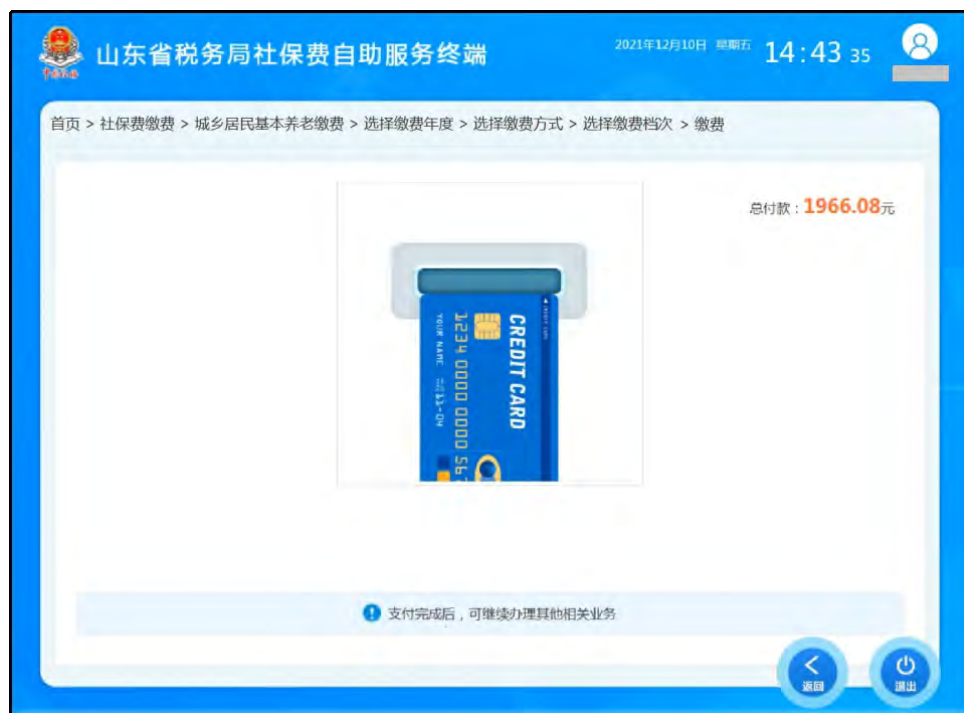 山东省税务局社保费自助服务终端
2021年12月10日 星期五 14:43 35
首页 > 社保费缴费 > 城乡居民基本养老缴费 > 选择缴费年度 > 选择缴费方式 > 选择缴费档次 > 缴费
总付款：1966.08元
CREDIT CARD
YOUR NAME
支付完成后，可继续办理其他相关业务
返回
退出